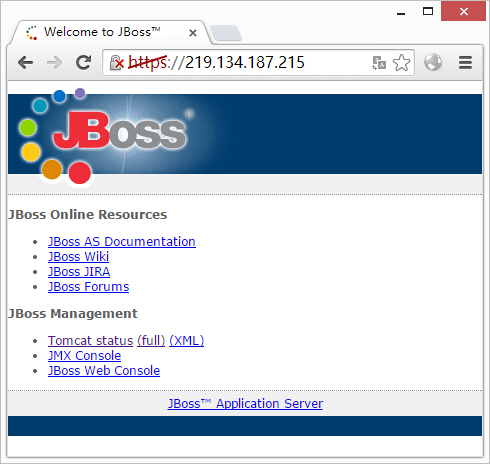 Welcome to JBoss™
https://219.134.187.215
JBoss®
JBoss Online Resources
JBoss AS Documentation
JBoss Wiki
JBoss JIRA
JBoss Forums
JBoss Management
Tomcat status (full) (XML)
JMX Console
JBoss Web Console
JBoss™ Application Server